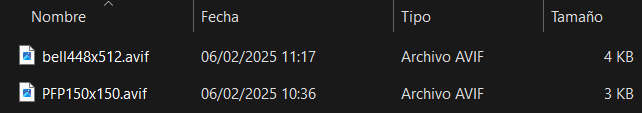 Nombre Fecha Tipo Tamaño
bell448x512.avif 06/02/2025 11:17 Archivo AVIF 4 KB
PFP150x150.avif 06/02/2025 10:36 Archivo AVIF 3 KB